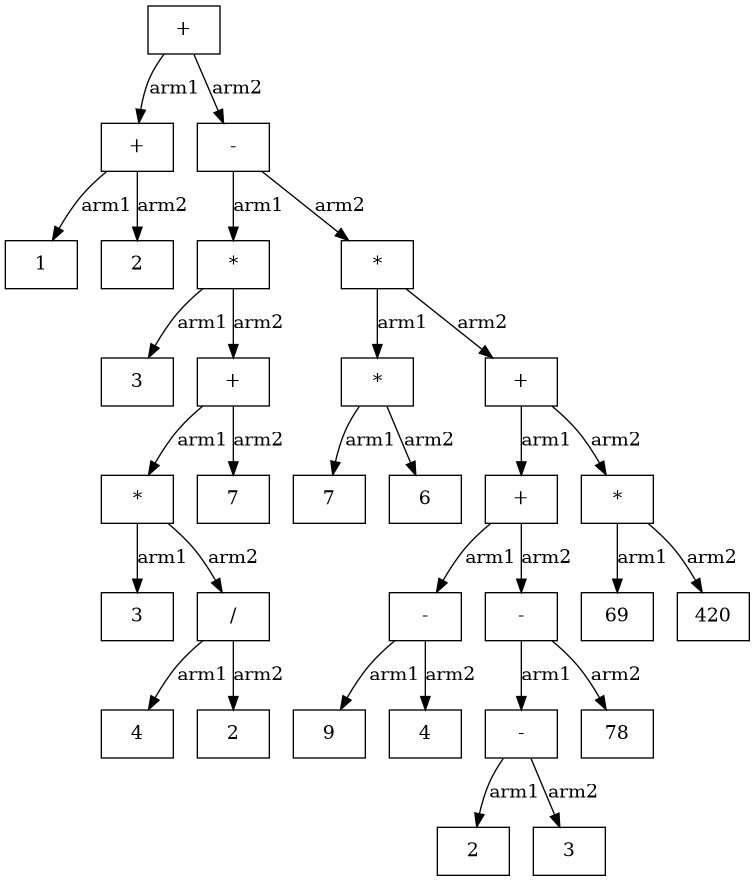 +
arm1 arm2
+ -
arm1 arm2 arm1 arm2
1 2 * *
arm1 arm2 arm1 arm2
3 + * +
arm1 arm2 arm1 arm2 arm1 arm2
* 7 7 6 + *
arm1 arm2 arm1 arm2 arm1 arm2
3 / - - 69 420
arm1 arm2 arm1 arm2 arm1 arm2
4 2 9 4 - 78
arm1 arm2
2 3